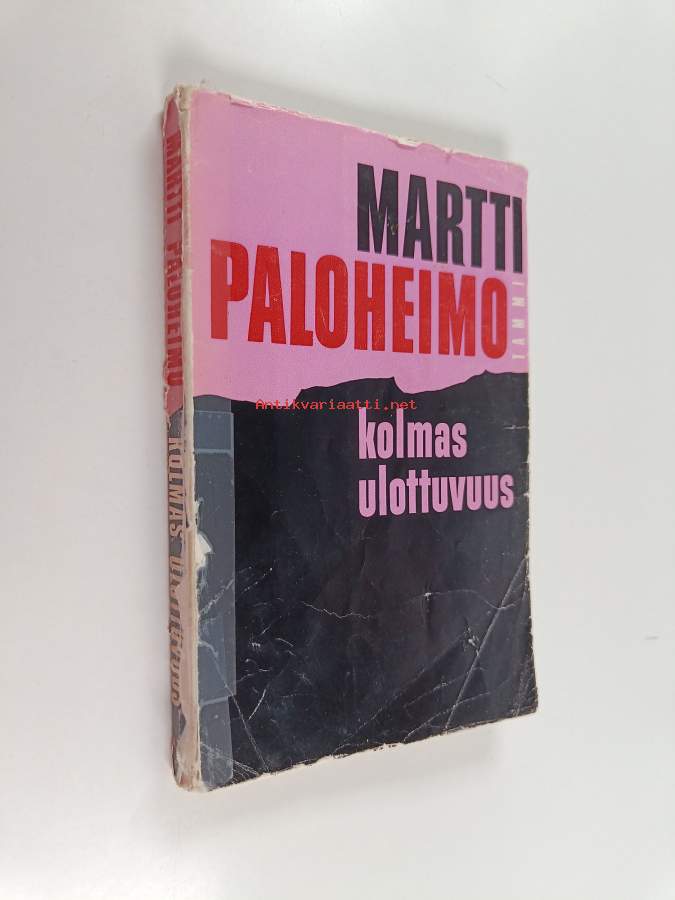 MARTTI
PALOHEIMO
TAMMI
Antikvariaatti.net
kolmas
ulottuvuus
MARTTI PALOHEIMO KOLMAS ULOTTUVUUS